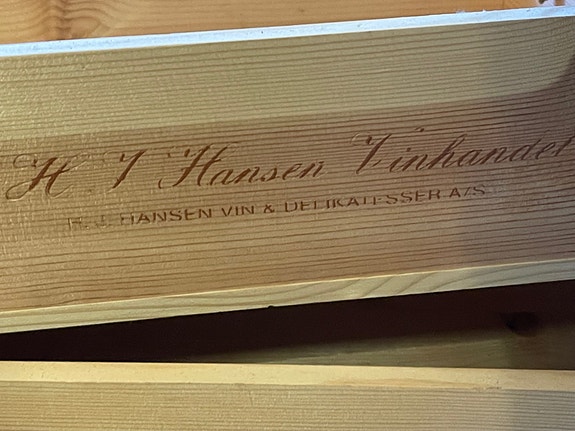 H. J. Hansen Vinhandel
H. J. HANSEN VIN & DELIKATESSER A/S